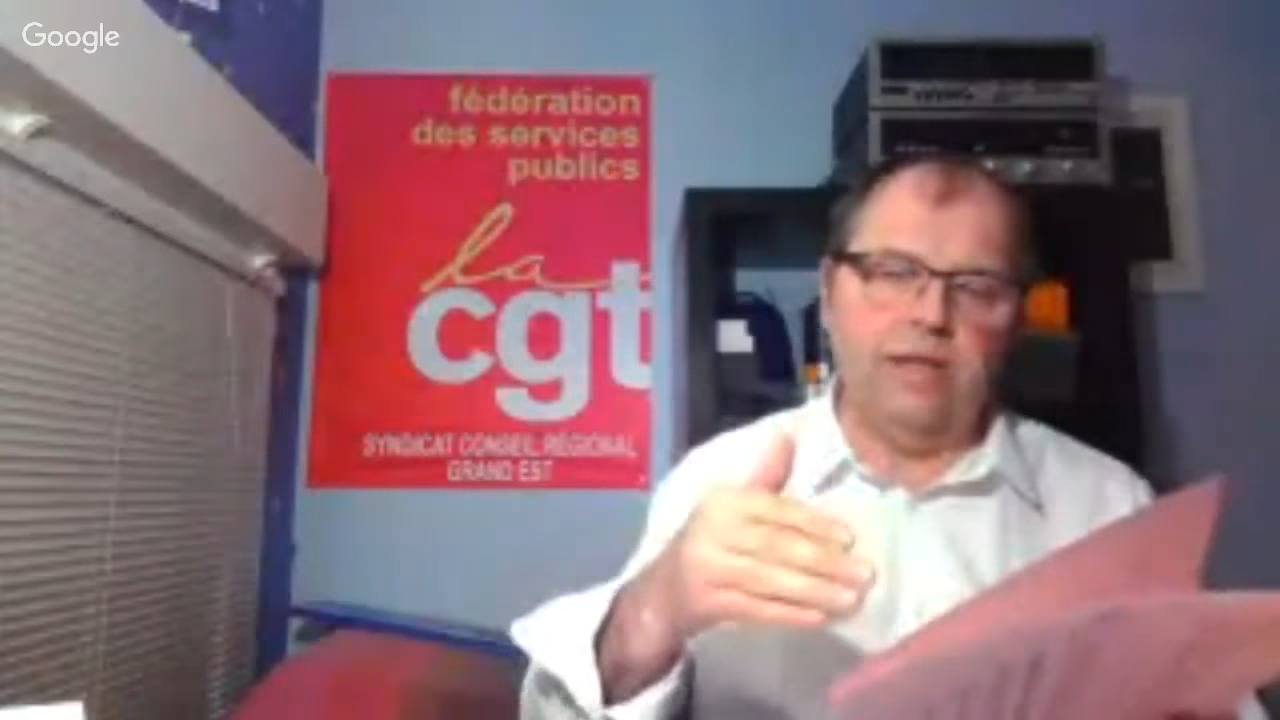 Google
fédération
des services
publics
la
cgt
SYNDICAT CONSEIL RÉGIONAL
GRAND EST